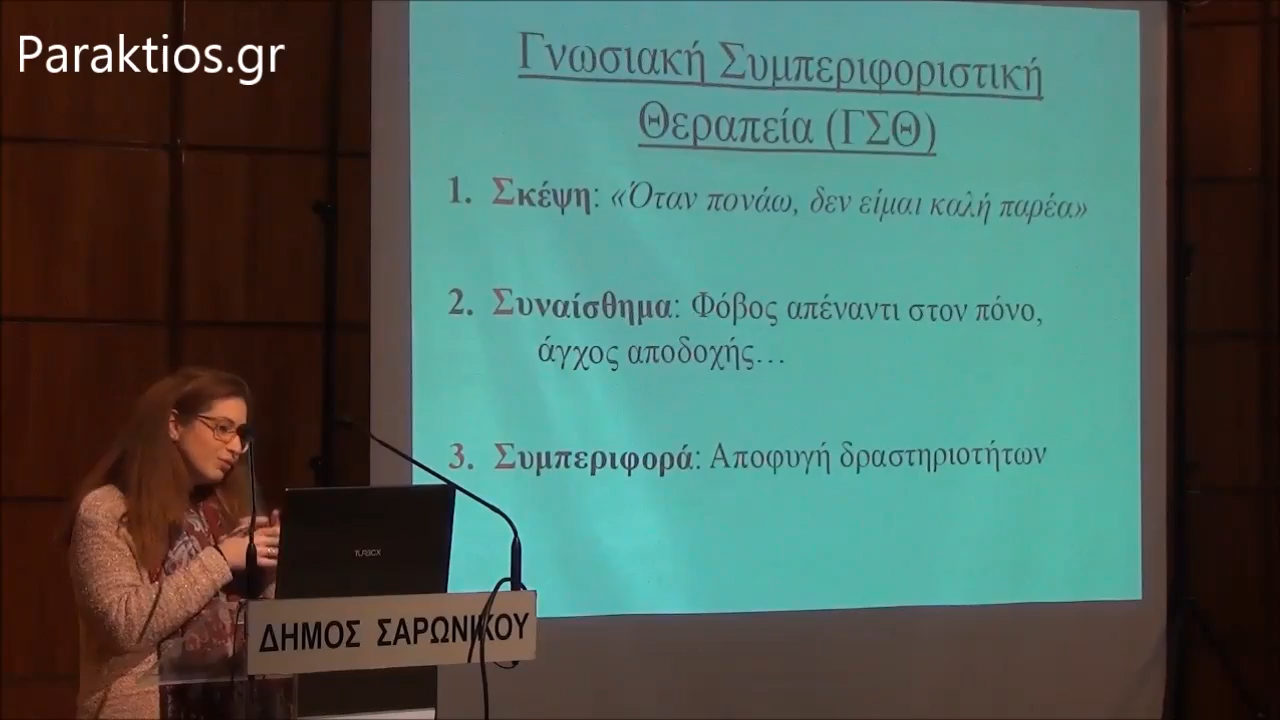 Paraktios.gr
Γνωσιακή Συμπεριφοριστική
Θεραπεία (ΓΣΘ)
1. Σκέψη: «Όταν πονάω, δεν είμαι καλή παρέα»
2. Συναίσθημα: Φόβος απέναντι στον πόνο,
άγχος αποδοχής…
3. Συμπεριφορά: Αποφυγή δραστηριοτήτων
TURBOX
ΔΗΜΟΣ ΣΑΡΩΝΙΚΟΥ